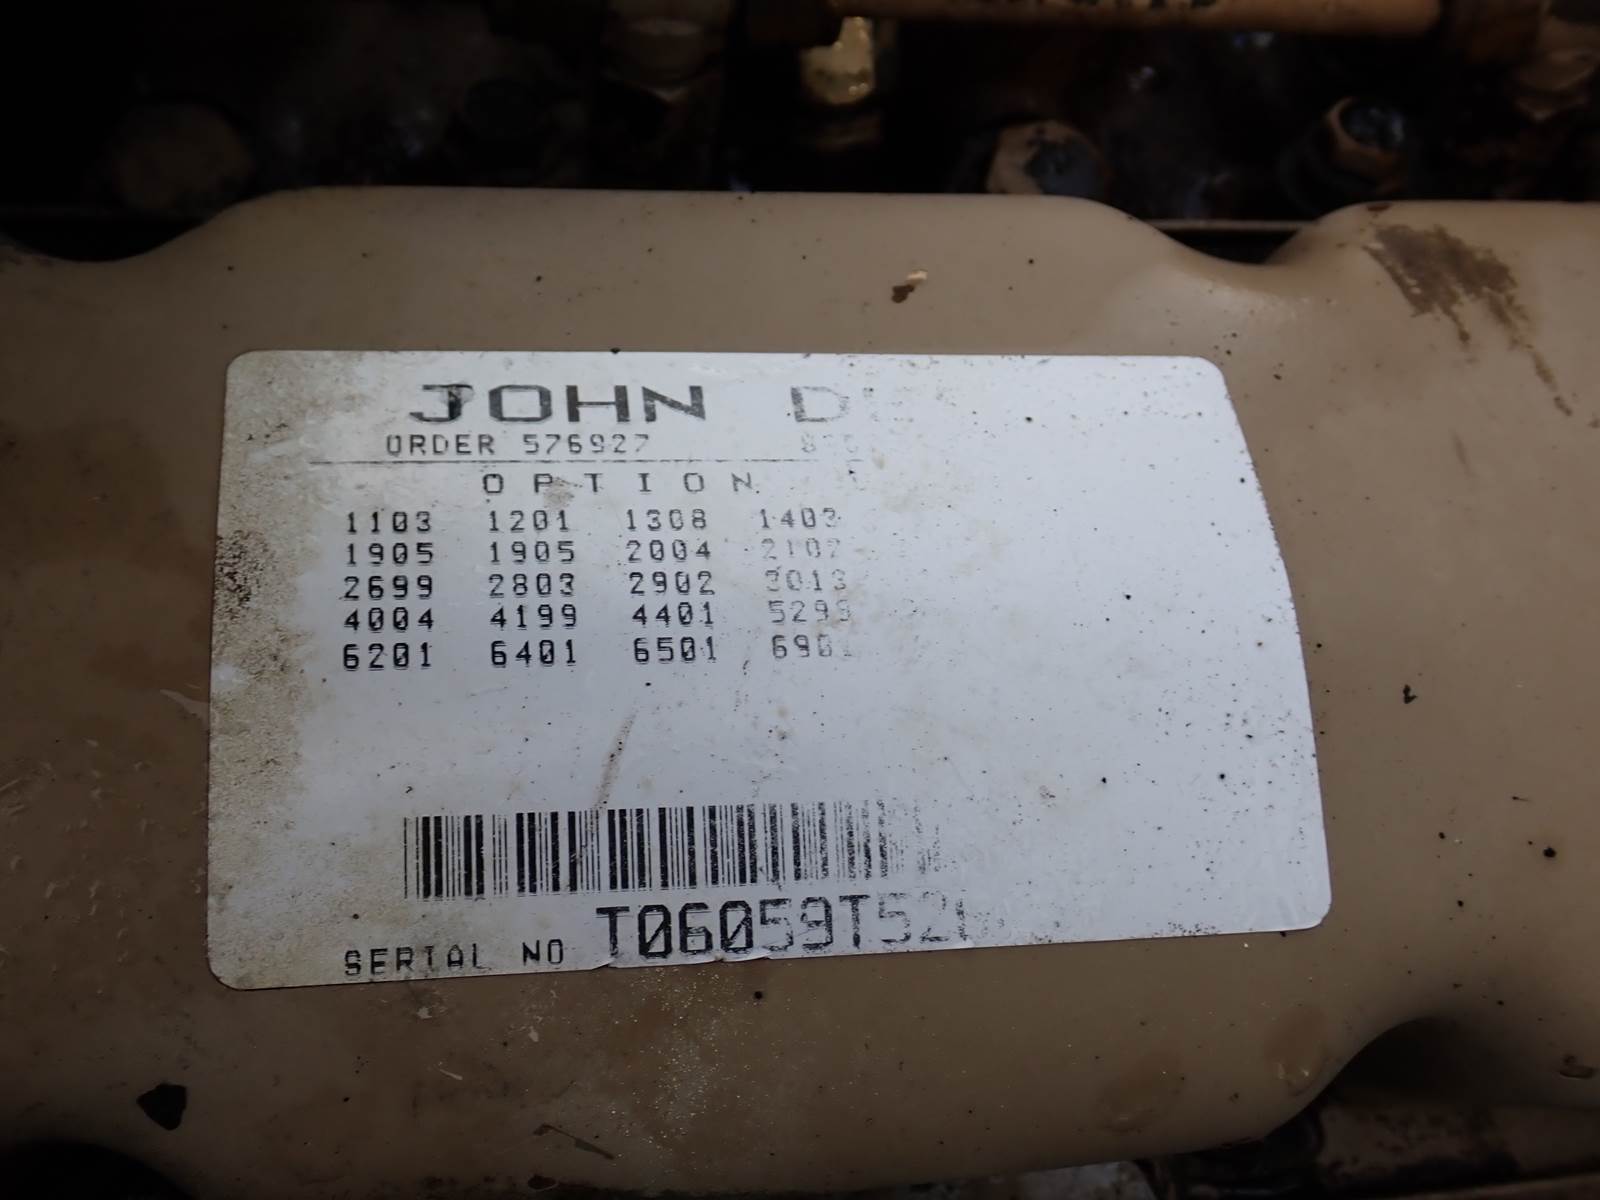 JOHN
ORDER 576927
OPTION
1103 1201 1308 1403
1905 1905 2004 2107
2699 2803 2902 3013
4004 4199 4401 5299
6201 6401 6501
SERIAL NO T06059T52